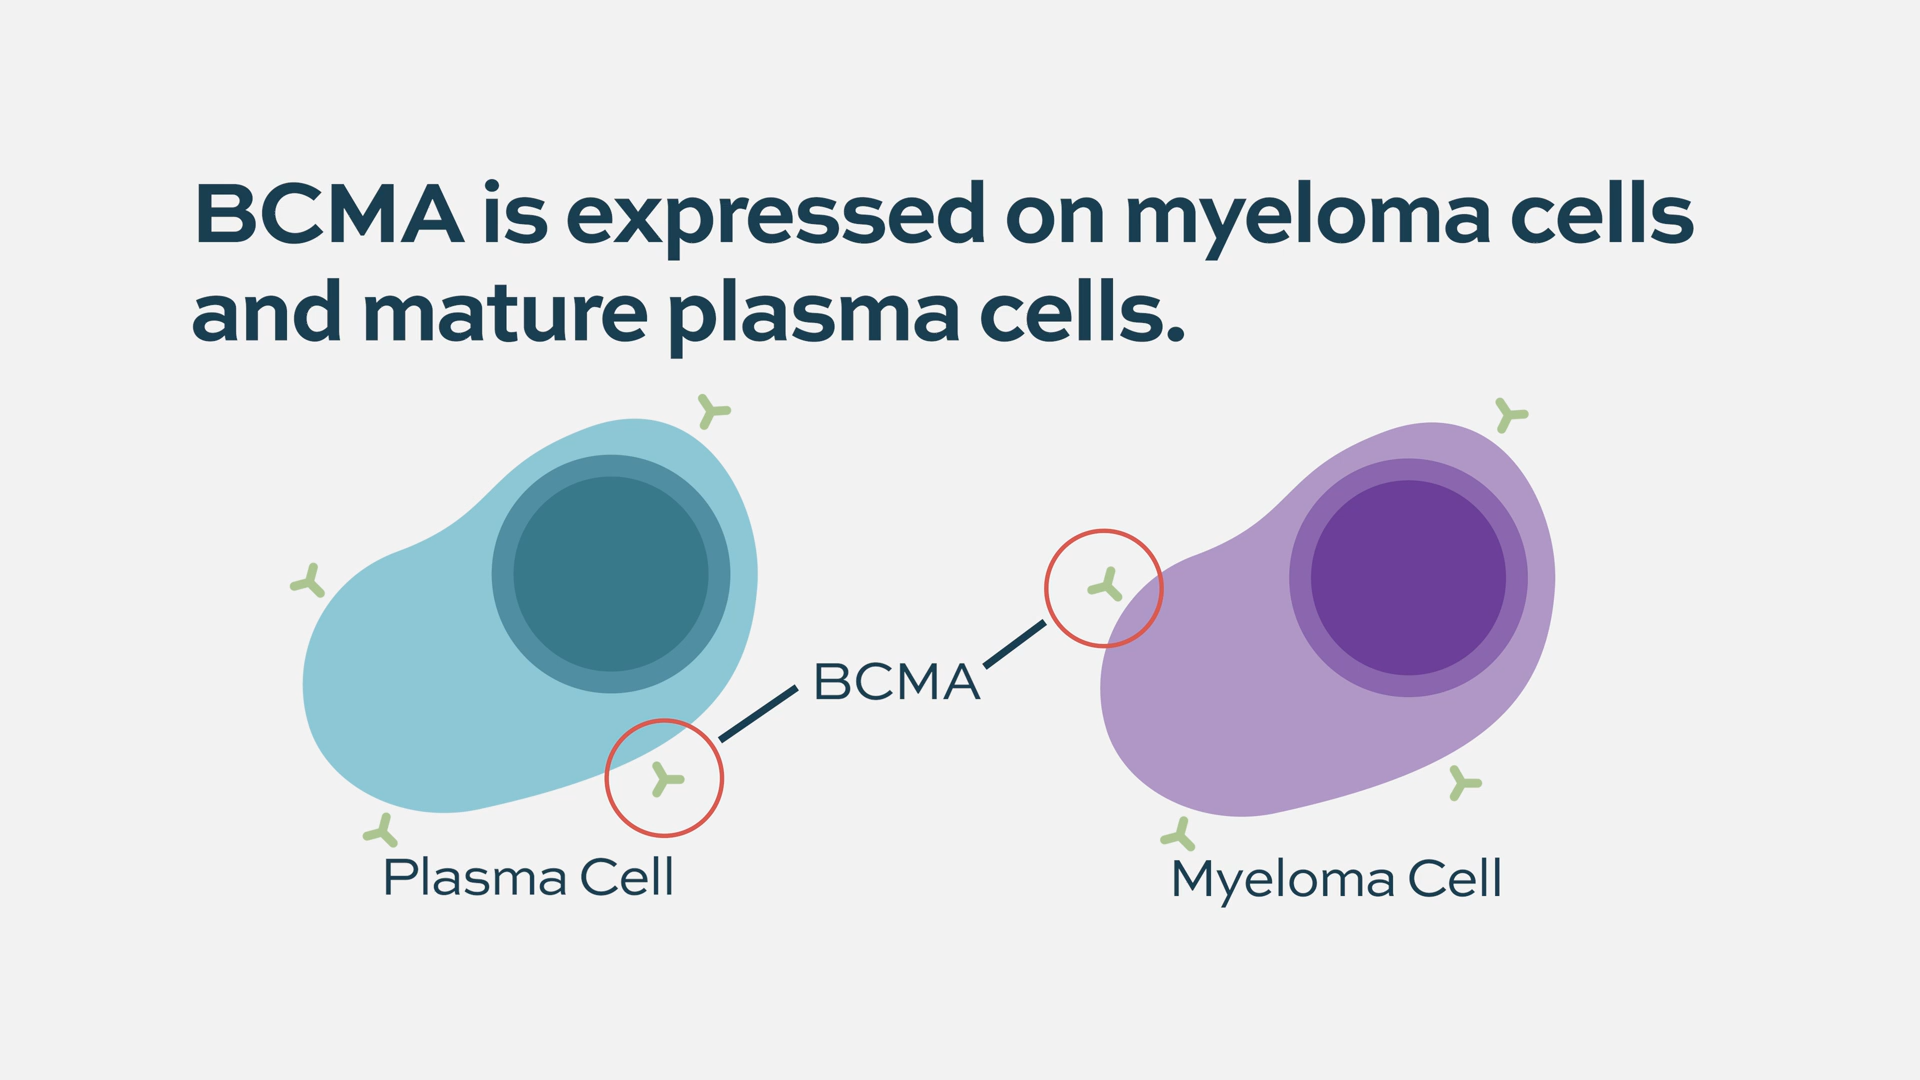 BCMA is expressed on myeloma cells
and mature plasma cells.
BCMA
Plasma Cell
Myeloma Cell